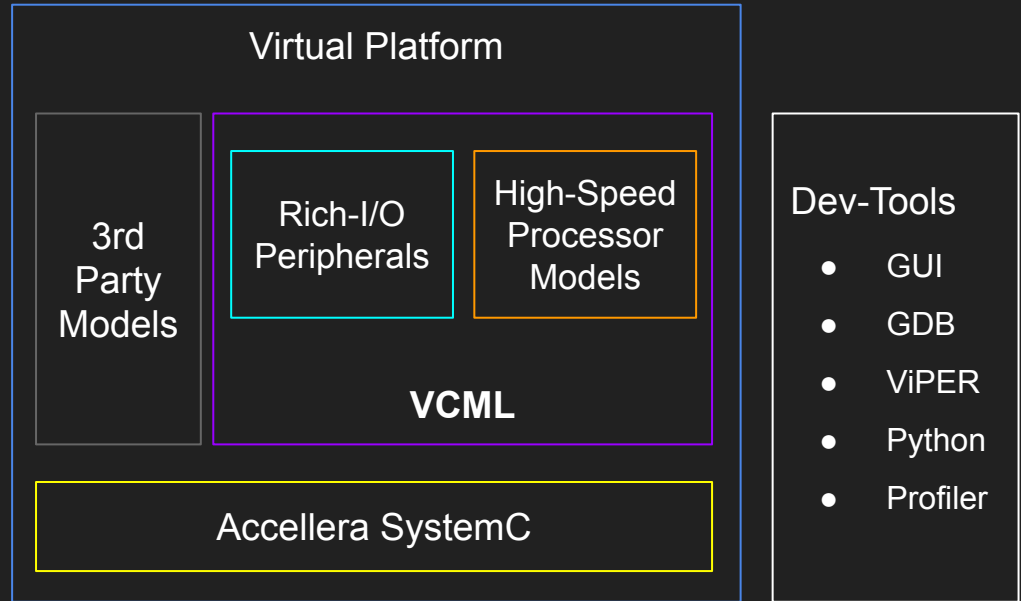 Virtual Platform
3rd
Party
Models
Rich-I/O
Peripherals
High-Speed
Processor
Models
VCML
Accellera SystemC
Dev-Tools
● GUI
● GDB
● ViPER
● Python
● Profiler